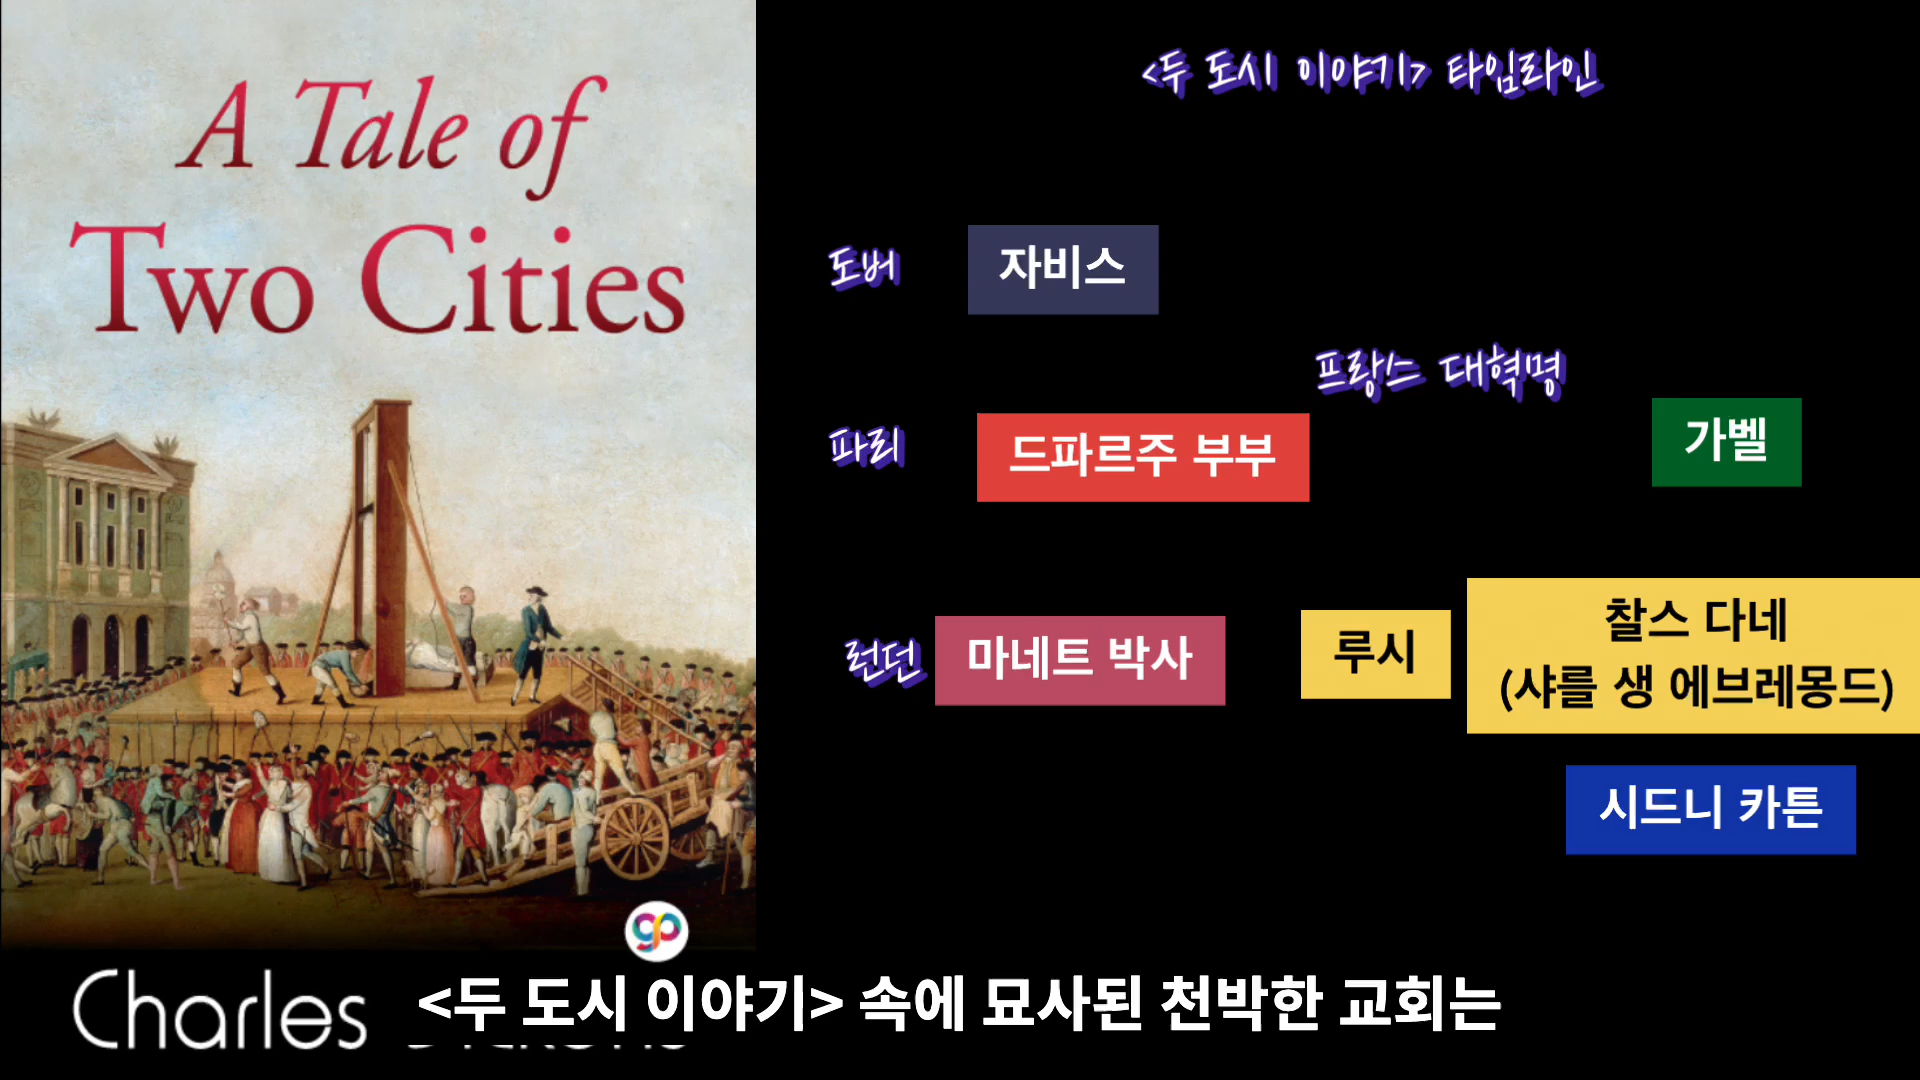 A Tale of
Two Cities
<두 도시 이야기> 타임라인
도버
자비스
프랑스 대혁명
파리
드파르주 부부
가벨
런던
마네트 박사
루시
찰스 다네
(샤를 생 에브레몽드)
시드니 카튼
gp
Charles
<두 도시 이야기> 속에 묘사된 천박한 교회는